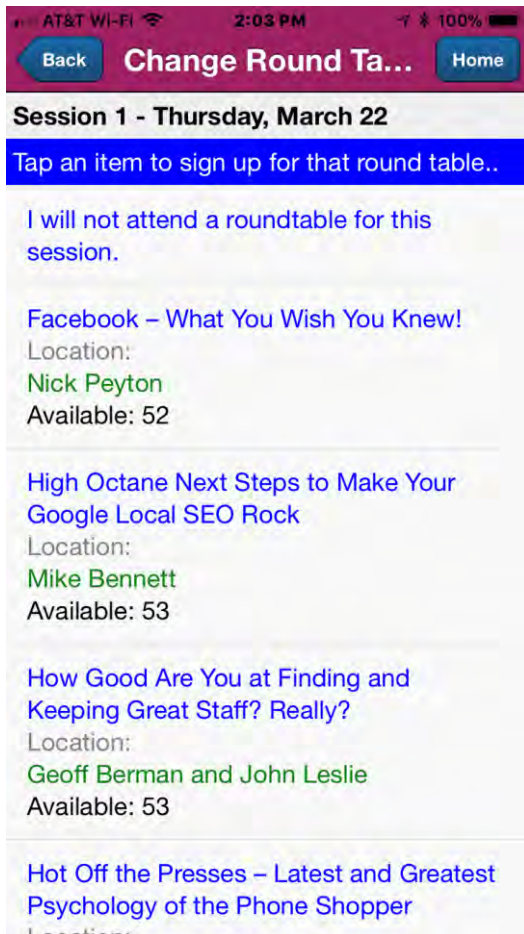 AT&T Wi-Fi 2:03 PM 100%
Back Change Round Ta... Home
Session 1 - Thursday, March 22
Tap an item to sign up for that round table..
I will not attend a roundtable for this
session.
Facebook – What You Wish You Knew!
Location:
Nick Peyton
Available: 52
High Octane Next Steps to Make Your
Google Local SEO Rock
Location:
Mike Bennett
Available: 53
How Good Are You at Finding and
Keeping Great Staff? Really?
Location:
Geoff Berman and John Leslie
Available: 53
Hot Off the Presses – Latest and Greatest
Psychology of the Phone Shopper
Location: